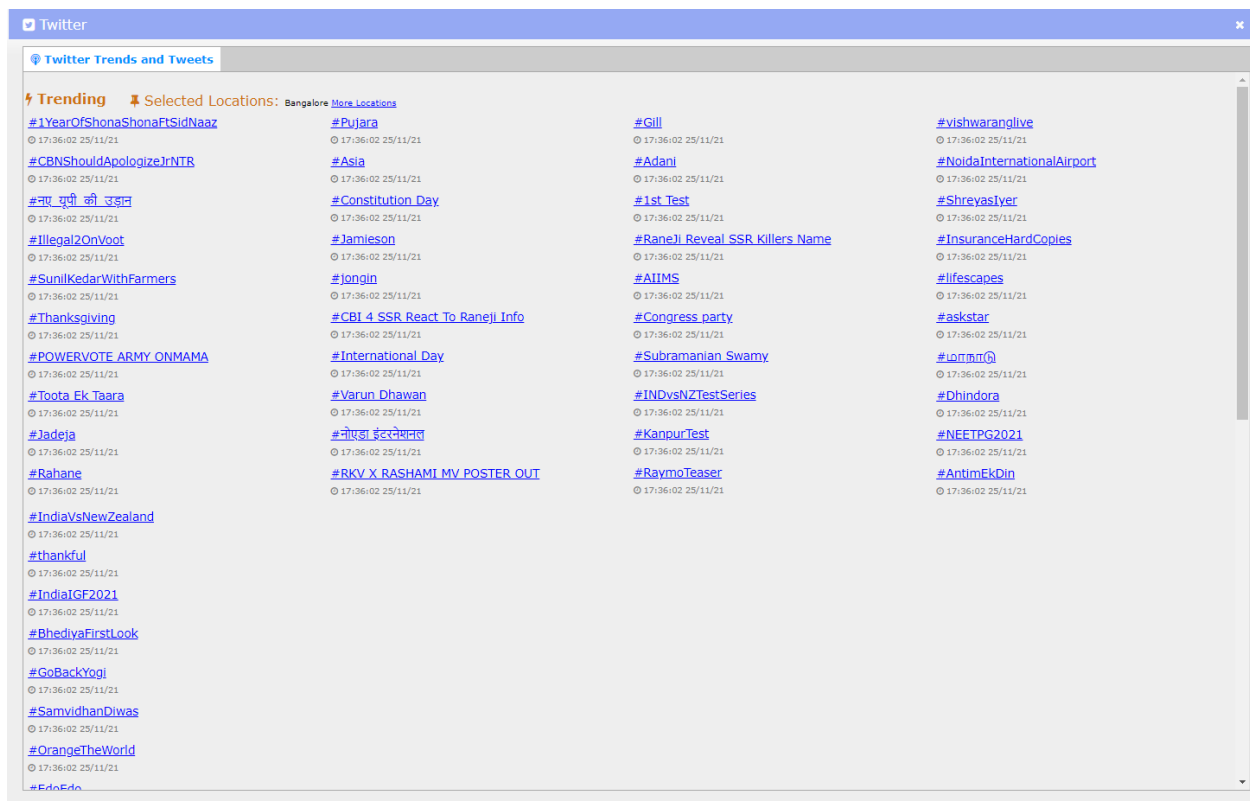 Twitter
Twitter Trends and Tweets
Trending Selected Locations: Bangalore More Locations
#1YearOfShonaShonaFtSidNaaz
17:36:02 25/11/21
#CBNShouldApologizeJrNTR
17:36:02 25/11/21
#नए यूपी की उड़ान
17:36:02 25/11/21
#Illegal2OnVoot
17:36:02 25/11/21
#SunilKedarWithFarmers
17:36:02 25/11/21
#Thanksgiving
17:36:02 25/11/21
#POWERVOTE ARMY ONMAMA
17:36:02 25/11/21
#Toota Ek Taara
17:36:02 25/11/21
#Jadeja
17:36:02 25/11/21
#Rahane
17:36:02 25/11/21
#Pujara
17:36:02 25/11/21
#Asia
17:36:02 25/11/21
#Constitution Day
17:36:02 25/11/21
#Jamieson
17:36:02 25/11/21
#jongin
17:36:02 25/11/21
#CBI 4 SSR React To Raneji Info
17:36:02 25/11/21
#International Day
17:36:02 25/11/21
#Varun Dhawan
17:36:02 25/11/21
#नोएडा इंटरनेशनल
17:36:02 25/11/21
#RKV X RASHAMI MV POSTER OUT
17:36:02 25/11/21
#Gill
17:36:02 25/11/21
#Adani
17:36:02 25/11/21
#1st Test
17:36:02 25/11/21
#RaneJi Reveal SSR Killers Name
17:36:02 25/11/21
#AIIMS
17:36:02 25/11/21
#Congress party
17:36:02 25/11/21
#Subramanian Swamy
17:36:02 25/11/21
#INDvsNZTestSeries
17:36:02 25/11/21
#KanpurTest
17:36:02 25/11/21
#RaymoTeaser
17:36:02 25/11/21
#vishwaranglive
17:36:02 25/11/21
#NoidaInternationalAirport
17:36:02 25/11/21
#ShreyasIyer
17:36:02 25/11/21
#InsuranceHardCopies
17:36:02 25/11/21
#lifescapes
17:36:02 25/11/21
#askstar
17:36:02 25/11/21
#மாநாடு
17:36:02 25/11/21
#Dhindora
17:36:02 25/11/21
#NEETPG2021
17:36:02 25/11/21
#AntimEkDin
17:36:02 25/11/21
#IndiaVsNewZealand
17:36:02 25/11/21
#thankful
17:36:02 25/11/21
#IndiaIGF2021
17:36:02 25/11/21
#BhediyaFirstLook
17:36:02 25/11/21
#GoBackYogi
17:36:02 25/11/21
#SamvidhanDiwas
17:36:02 25/11/21
#OrangeTheWorld
17:36:02 25/11/21
#EdoEdo